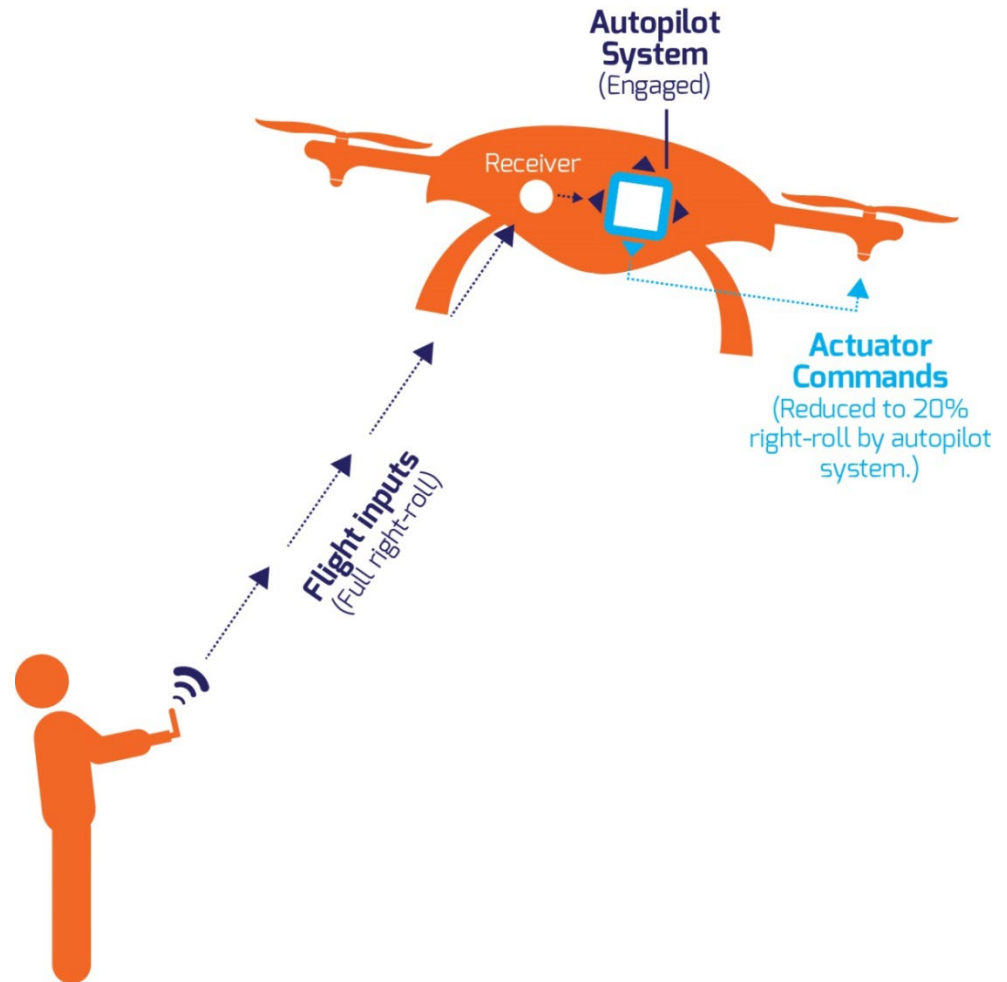 Autopilot
System
(Engaged)
Receiver
Actuator
Commands
(Reduced to 20%
right-roll by autopilot
system.)
Flight inputs
(Full right-roll)